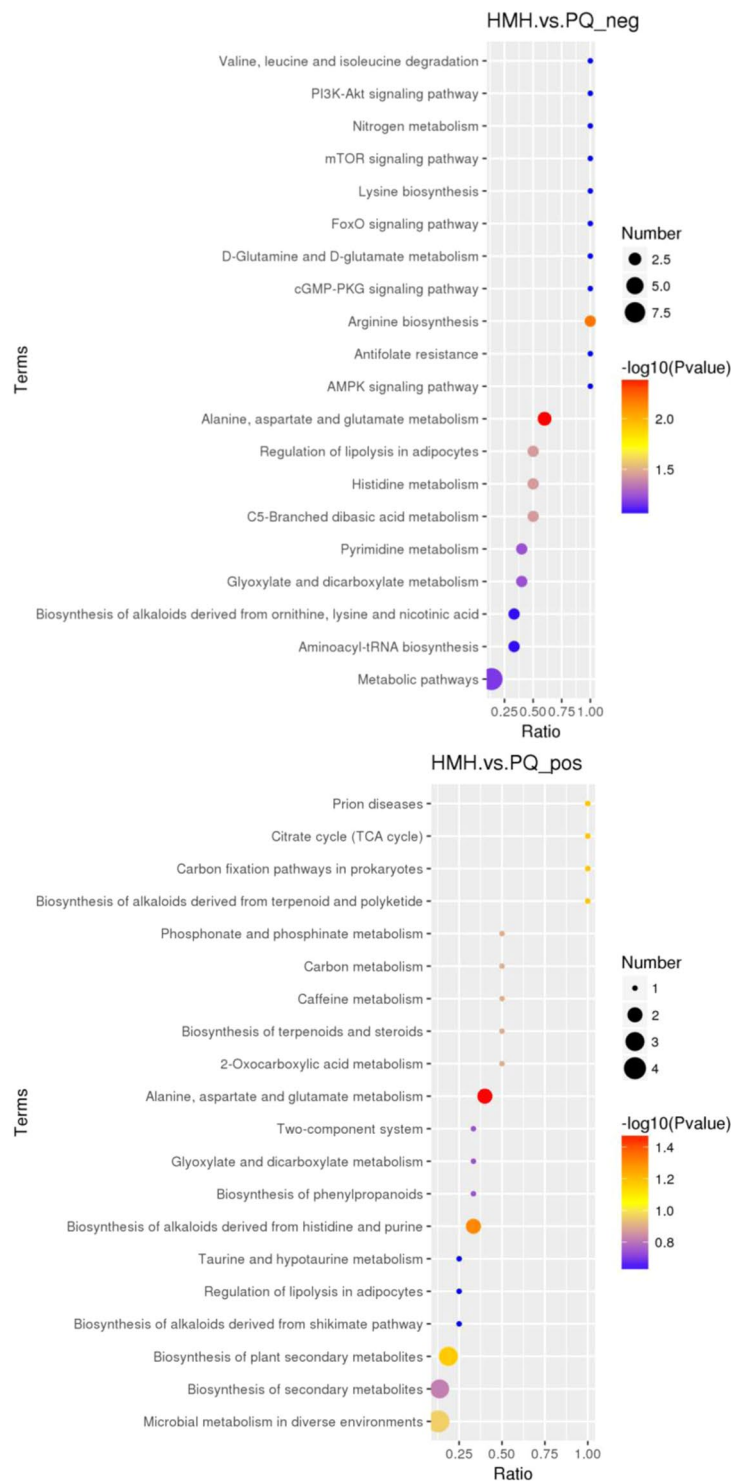 HMH.vs.PQ_neg
Valine, leucine and isoleucine degradation
PI3K-Akt signaling pathway
Nitrogen metabolism
mTOR signaling pathway
Lysine biosynthesis
FoxO signaling pathway
D-Glutamine and D-glutamate metabolism
cGMP-PKG signaling pathway
Arginine biosynthesis
Antifolate resistance
AMPK signaling pathway
Alanine, aspartate and glutamate metabolism
Regulation of lipolysis in adipocytes
Histidine metabolism
C5-Branched dibasic acid metabolism
Pyrimidine metabolism
Glyoxylate and dicarboxylate metabolism
Biosynthesis of alkaloids derived from ornithine, lysine and nicotinic acid
Aminoacyl-tRNA biosynthesis
Metabolic pathways
Terms
0.25 0.50 0.75 1.00
Ratio
Number
2.5
5.0
7.5
-log10(Pvalue)
2.0
1.5
HMH.vs.PQ_pos
Prion diseases
Citrate cycle (TCA cycle)
Carbon fixation pathways in prokaryotes
Biosynthesis of alkaloids derived from terpenoid and polyketide
Phosphonate and phosphinate metabolism
Carbon metabolism
Caffeine metabolism
Biosynthesis of terpenoids and steroids
2-Oxocarboxylic acid metabolism
Alanine, aspartate and glutamate metabolism
Two-component system
Glyoxylate and dicarboxylate metabolism
Biosynthesis of phenylpropanoids
Biosynthesis of alkaloids derived from histidine and purine
Taurine and hypotaurine metabolism
Regulation of lipolysis in adipocytes
Biosynthesis of alkaloids derived from shikimate pathway
Biosynthesis of plant secondary metabolites
Biosynthesis of secondary metabolites
Microbial metabolism in diverse environments
Terms
0.25 0.50 0.75 1.00
Ratio
Number
1
2
3
4
-log10(Pvalue)
1.4
1.2
1.0
0.8